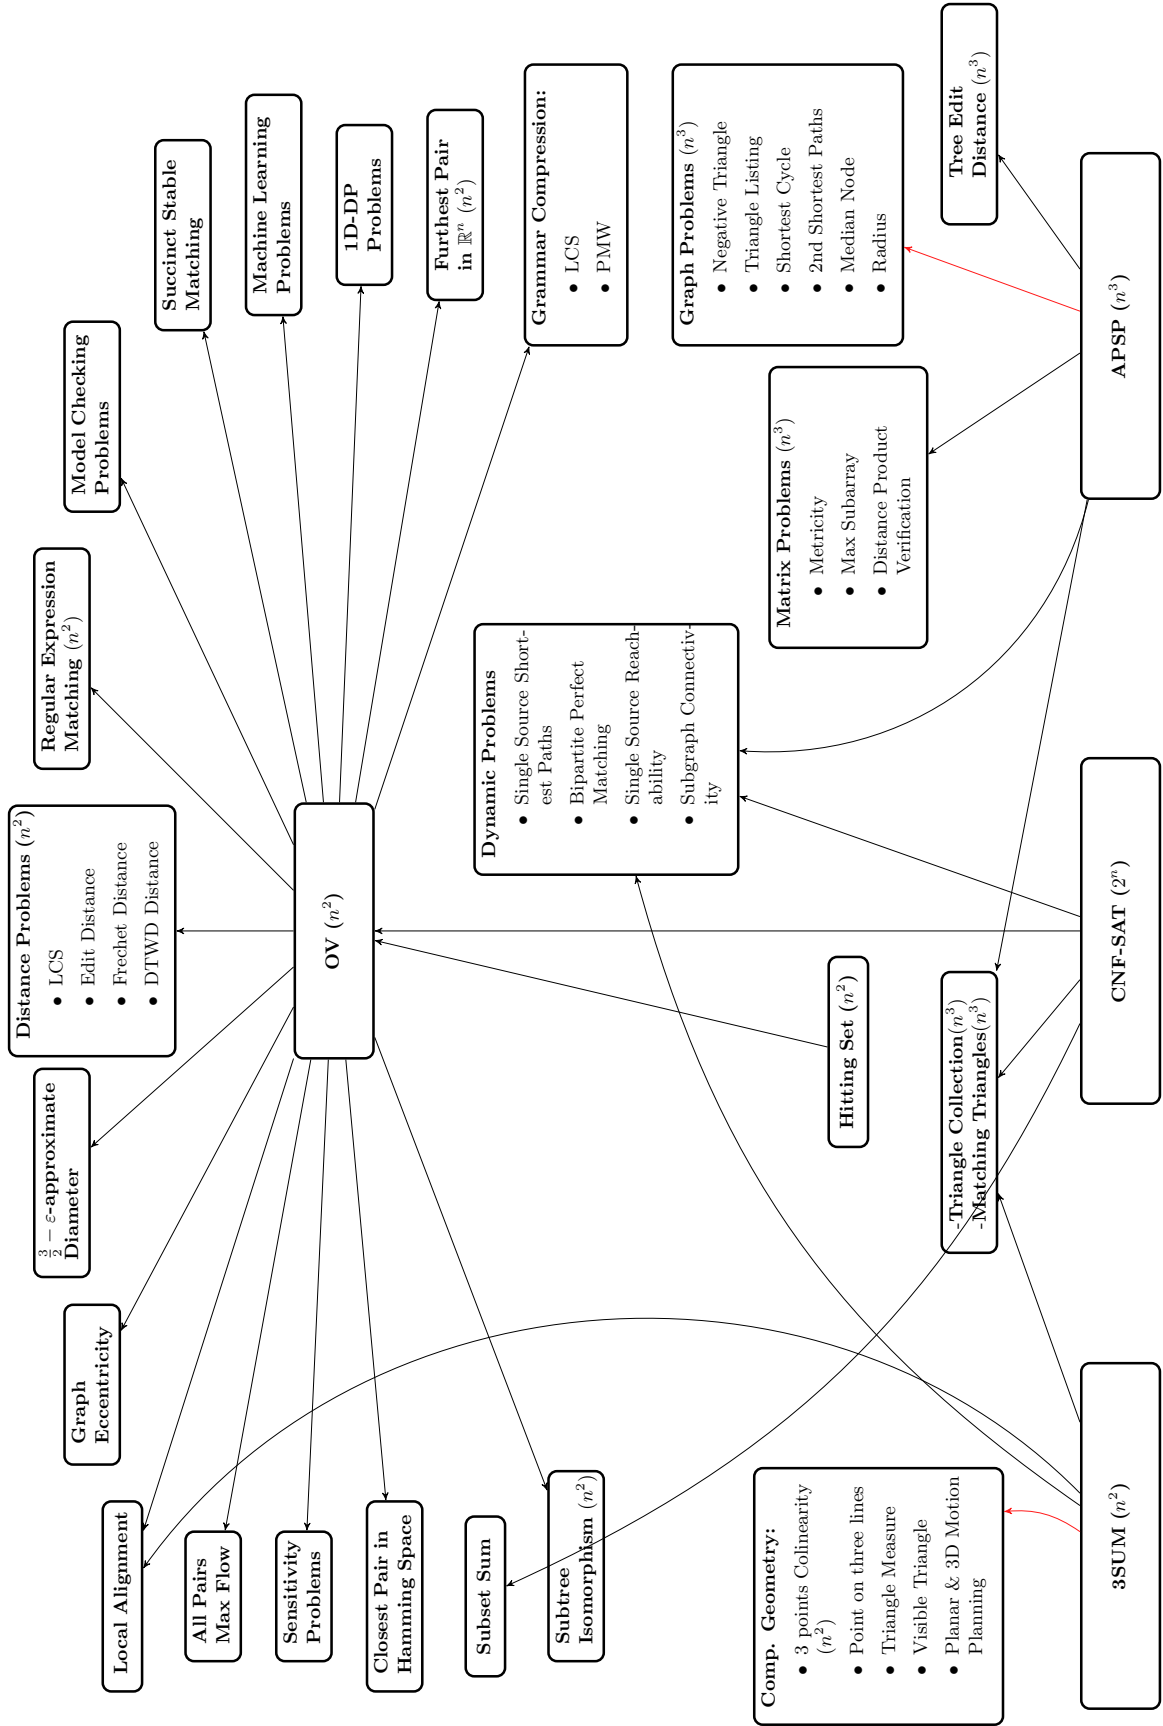 Local Alignment
All Pairs
Max Flow
Sensitivity
Problems
Closest Pair in
Hamming Space
Subset Sum
Subtree
Isomorphism (n²)
Graph
Eccentricity
3/2 − ε-approximate
Diameter
Distance Problems (n²)
● LCS
● Edit Distance
● Frechet Distance
● DTWD Distance
Regular Expression
Matching (n²)
Model Checking
Problems
Succinct Stable
Matching
Machine Learning
Problems
1D-DP
Problems
Furthest Pair
in ℝⁿ (n²)
Grammar Compression:
● LCS
● PMW
OV (n²)
Dynamic Problems
● Single Source Short-
est Paths
● Bipartite Perfect
Matching
● Single Source Reach-
ability
● Subgraph Connectiv-
ity
Hitting Set (n²)
Comp. Geometry:
● 3 points Colinearity
(n²)
● Point on three lines
● Triangle Measure
● Visible Triangle
● Planar & 3D Motion
Planning
-Triangle Collection(n³)
-Matching Triangles(n³)
Matrix Problems (n³)
● Metricity
● Max Subarray
● Distance Product
Verification
Graph Problems (n³)
● Negative Triangle
● Triangle Listing
● Shortest Cycle
● 2nd Shortest Paths
● Median Node
● Radius
Tree Edit
Distance (n³)
3SUM (n²)
CNF-SAT (2ⁿ)
APSP (n³)